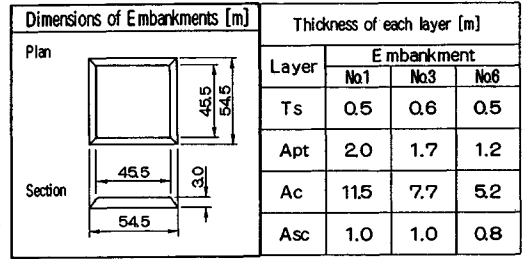 Dimensions of Embankments [m]
Plan
45.5
54.5
Section
45.5
3.0
54.5
Thickness of each layer [m]
Layer Embankment
No.1 No.3 No.6
Ts 0.5 0.6 0.5
Apt 2.0 1.7 1.2
Ac 11.5 7.7 5.2
Asc 1.0 1.0 0.8